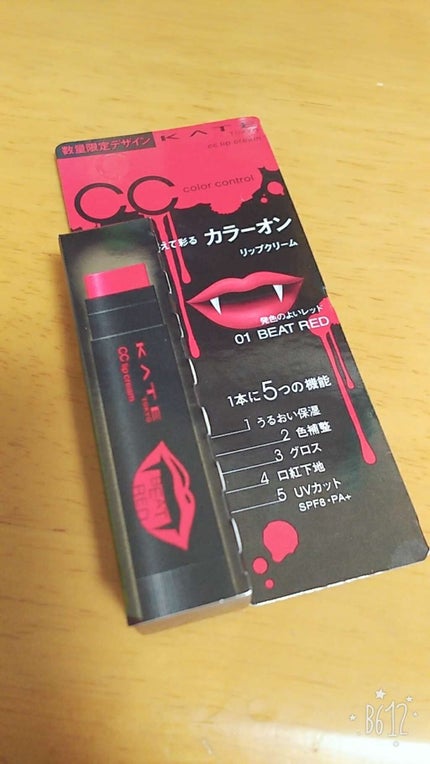 数量限定デザイン
KATE
TOKYO
cc lip cream
CC color control
えて彩る カラーオン
リップクリーム
発色のよいレッド
01 BEAT RED
1本に5つの機能
1 うるおい保湿
2 色補整
3 グロス
4 口紅下地
5 UVカット
SPF8・PA+
KATE
TOKYO
CC lip cream
BEAT
RED
B612